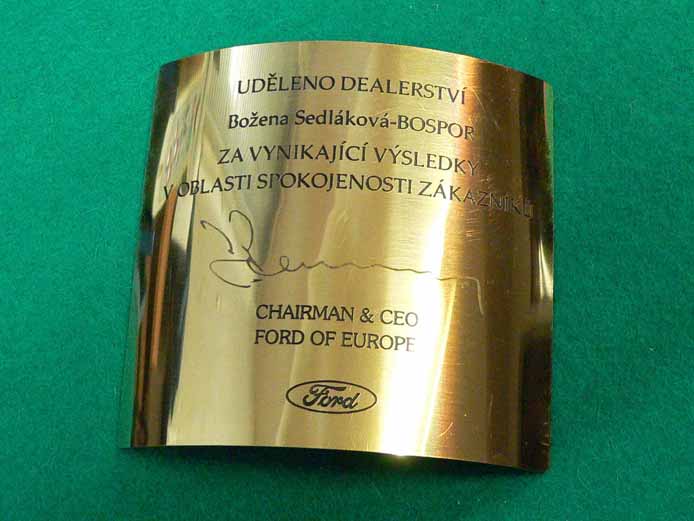 UDĚLENO DEALERSTVÍ
Božena Sedláková-BOSPOR
ZA VYNIKAJÍCÍ VÝSLEDKY
V OBLASTI SPOKOJENOSTI ZÁKAZNÍKŮ
CHAIRMAN & CEO
FORD OF EUROPE
Ford